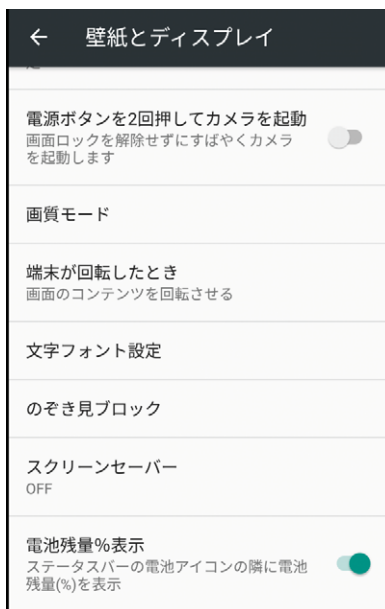 壁紙とディスプレイ
電源ボタンを2回押してカメラを起動
画面ロックを解除せずにすばやくカメラ
を起動します
画質モード
端末が回転したとき
画面のコンテンツを回転させる
文字フォント設定
のぞき見ブロック
スクリーンセーバー
OFF
電池残量%表示
ステータスバーの電池アイコンの隣に電池
残量(%)を表示